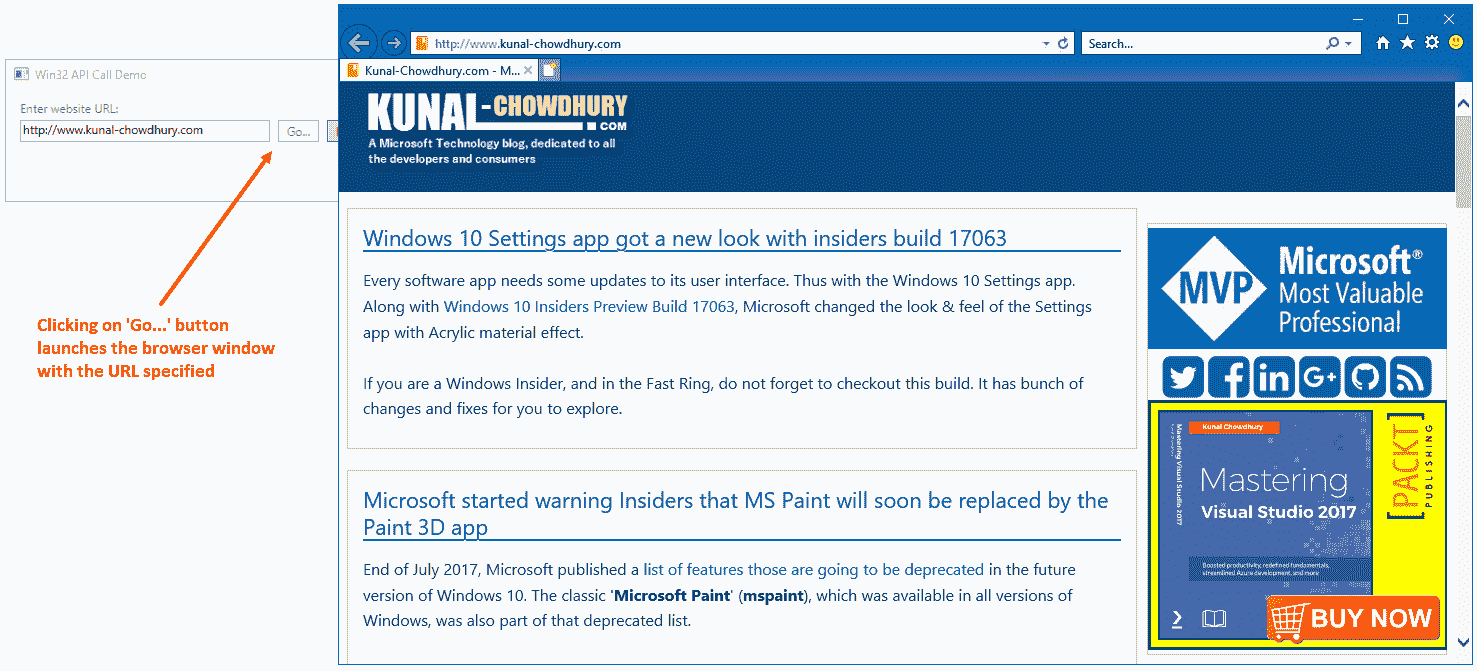 Win32 API Call Demo
Enter website URL:
http://www.kunal-chowdhury.com
Go...
Clicking on 'Go...' button
launches the browser window
with the URL specified
http://www.kunal-chowdhury.com
Search...
Kunal-Chowdhury.com - M...
KUNAL-CHOWDHURY
.COM
A Microsoft Technology blog, dedicated to all
the developers and consumers
Windows 10 Settings app got a new look with insiders build 17063
Every software app needs some updates to its user interface. Thus with the Windows 10 Settings app.
Along with Windows 10 Insiders Preview Build 17063, Microsoft changed the look & feel of the Settings
app with Acrylic material effect.
If you are a Windows Insider, and in the Fast Ring, do not forget to checkout this build. It has bunch of
changes and fixes for you to explore.
Microsoft started warning Insiders that MS Paint will soon be replaced by the
Paint 3D app
End of July 2017, Microsoft published a list of features those are going to be deprecated in the future
version of Windows 10. The classic 'Microsoft Paint' (mspaint), which was available in all versions of
Windows, was also part of that deprecated list.
MVP
Microsoft®
Most Valuable
Professional
in
G+
Kunal Chowdhury
Mastering Visual Studio 2017
Mastering
Visual Studio 2017
Boosted productivity, redefined fundamentals,
streamlined Azure development, and more
[PACKT]
PUBLISHING
BUY NOW